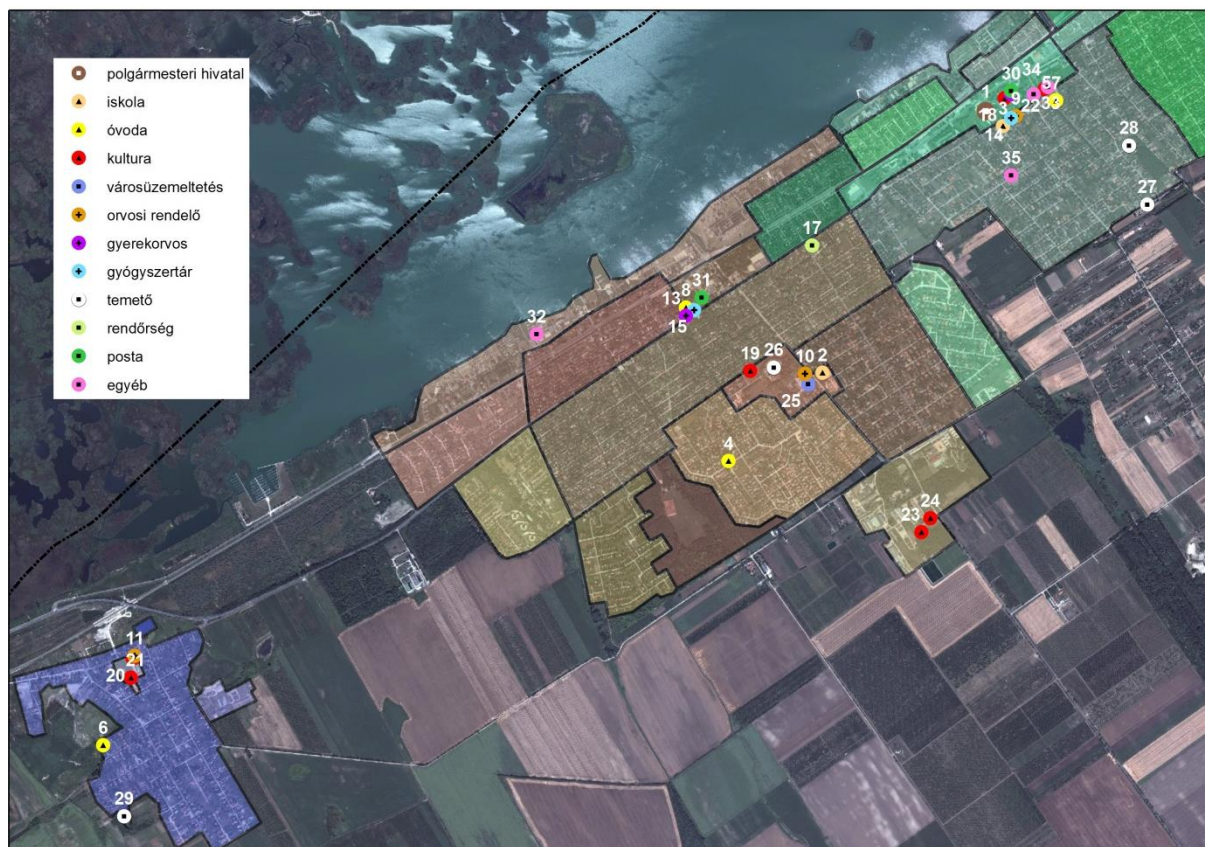 polgármesteri hivatal
iskola
óvoda
kultura
városüzemeltetés
orvosi rendelő
gyerekorvos
gyógyszertár
temető
rendőrség
posta
egyéb
34
30
57
1
9
3
22
33
18
14
28
35
27
17
31
8
13
15
32
26
19
10
2
25
4
24
23
11
21
20
6
29